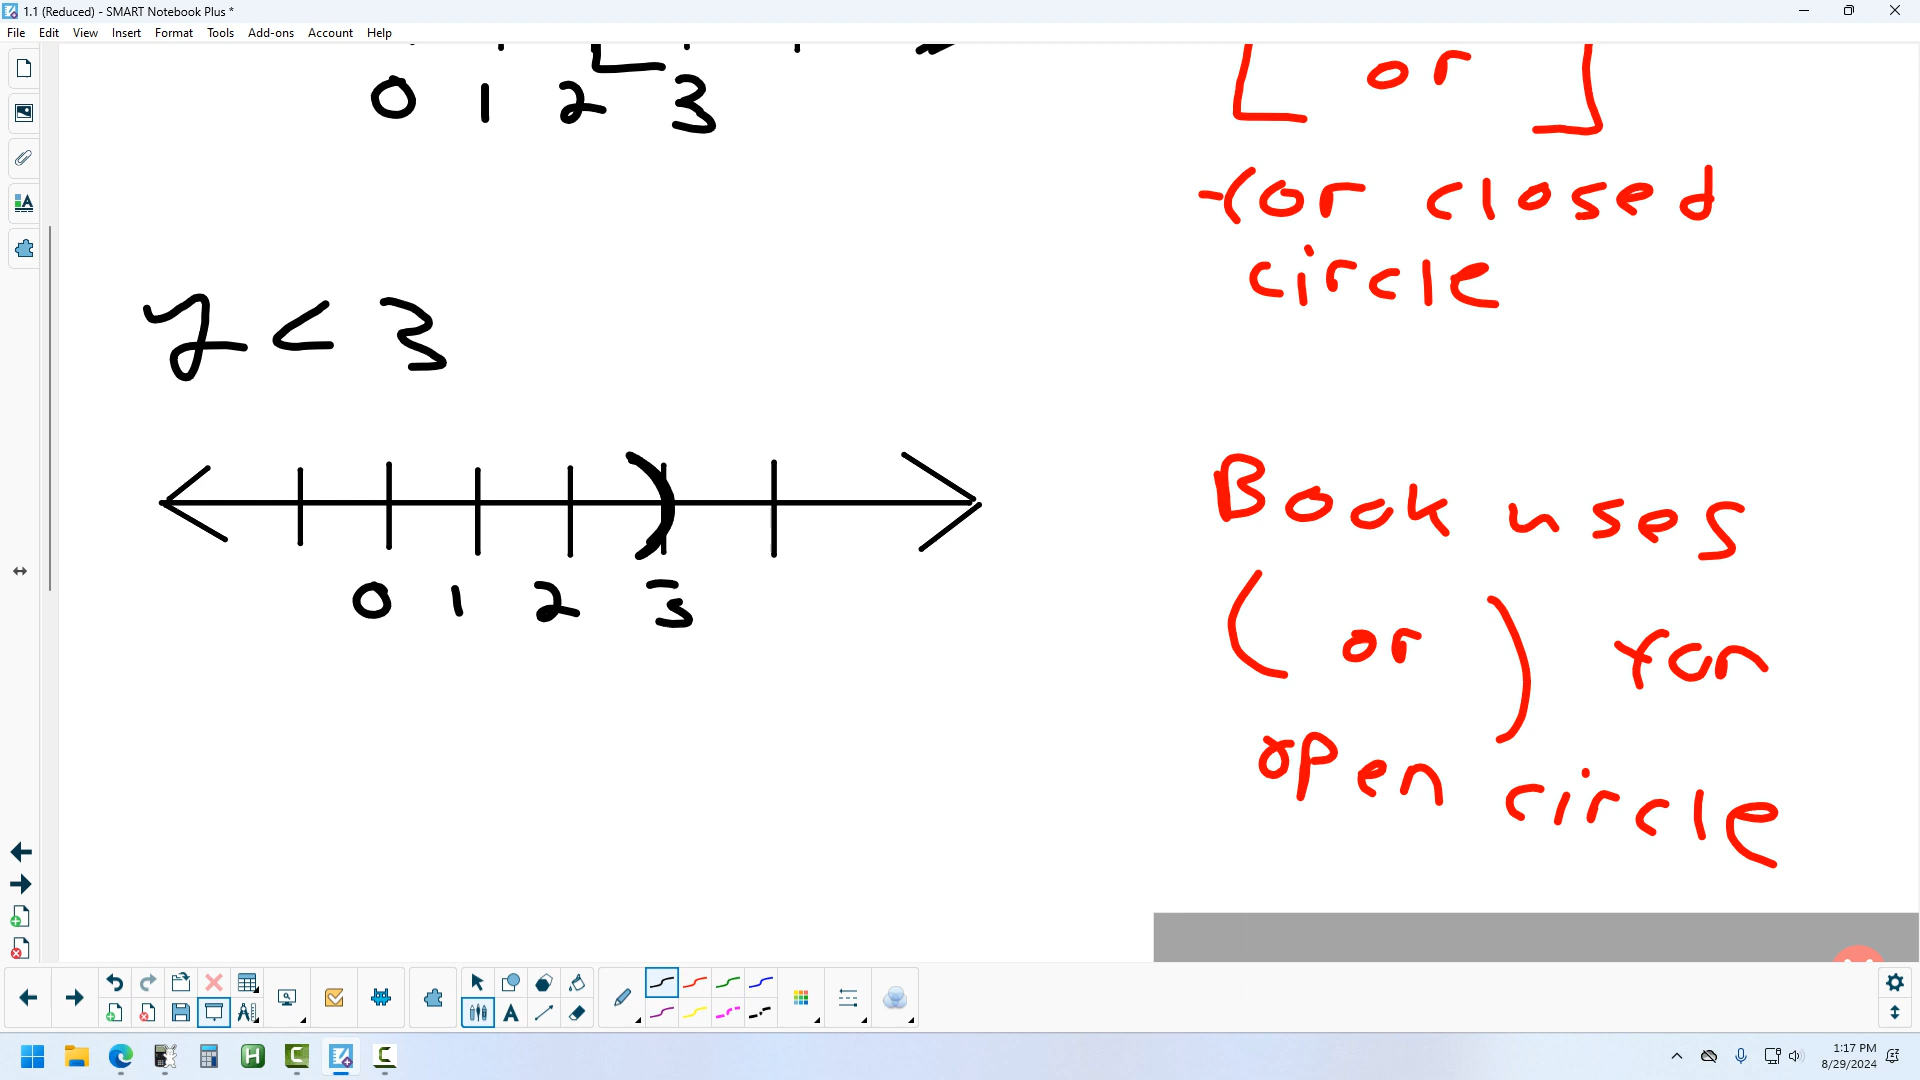 1.1 (Reduced) - SMART Notebook Plus *
File Edit View Insert Format Tools Add-ons Account Help
0 1 2 3
[ or ]
for closed
circle
y < 3
0 1 2 3
Book uses
( or ) for
open circle
1:17 PM
8/29/2024